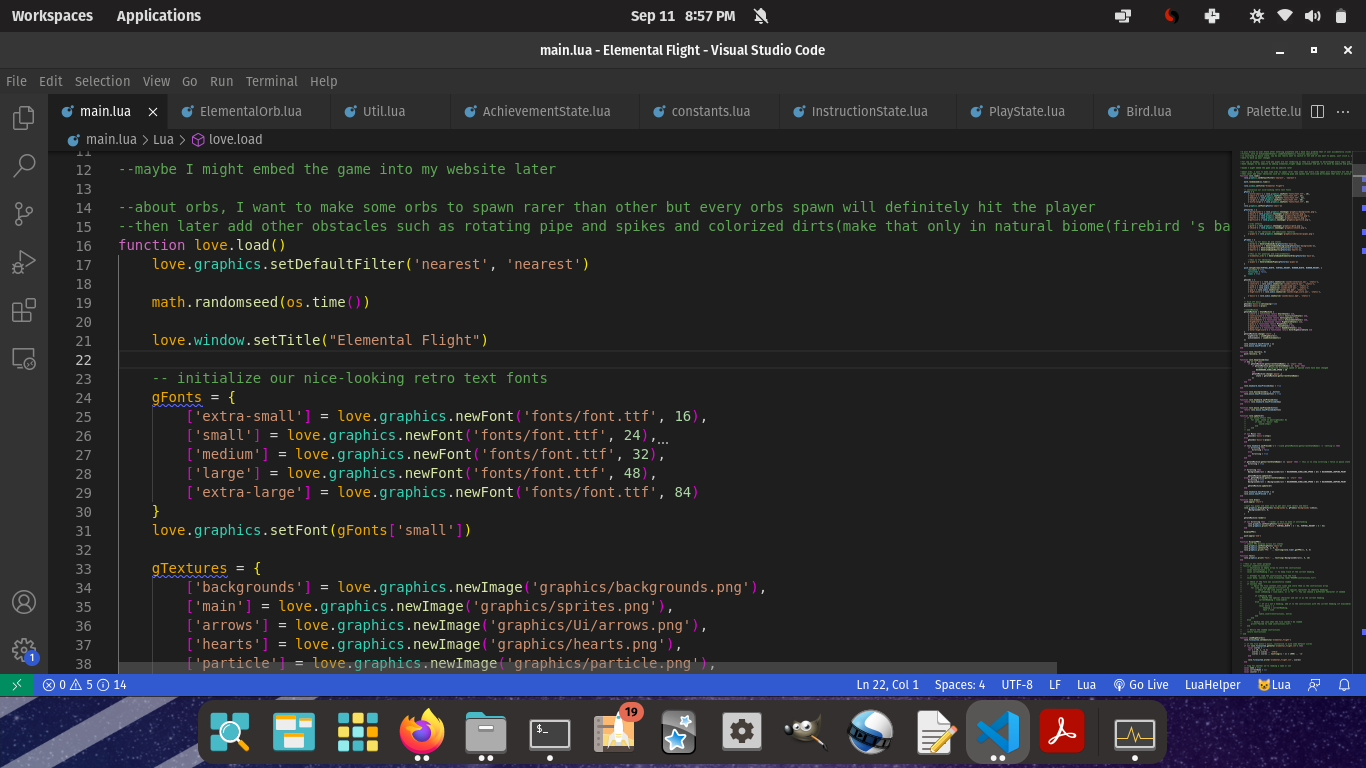 Workspaces Applications Sep 11 8:57 PM
main.lua - Elemental Flight - Visual Studio Code
File Edit Selection View Go Run Terminal Help
main.lua ElementalOrb.lua Util.lua AchievementState.lua constants.lua InstructionState.lua PlayState.lua Bird.lua Palette.lu
main.lua > Lua > love.load
11
12 --maybe I might embed the game into my website later
13
14 --about orbs, I want to make some orbs to spawn rarer than other but every orbs spawn will definitely hit the player
15 --then later add other obstacles such as rotating pipe and spikes and colorized dirts(make that only in natural biome(firebird 's ba
16 function love.load()
17 love.graphics.setDefaultFilter('nearest', 'nearest')
18
19 math.randomseed(os.time())
20
21 love.window.setTitle("Elemental Flight")
22
23 -- initialize our nice-looking retro text fonts
24 gFonts = {
25 ['extra-small'] = love.graphics.newFont('fonts/font.ttf', 16),
26 ['small'] = love.graphics.newFont('fonts/font.ttf', 24),
27 ['medium'] = love.graphics.newFont('fonts/font.ttf', 32),
28 ['large'] = love.graphics.newFont('fonts/font.ttf', 48),
29 ['extra-large'] = love.graphics.newFont('fonts/font.ttf', 84)
30 }
31 love.graphics.setFont(gFonts['small'])
32
33 gTextures = {
34 ['backgrounds'] = love.graphics.newImage('graphics/backgrounds.png'),
35 ['main'] = love.graphics.newImage('graphics/sprites.png'),
36 ['arrows'] = love.graphics.newImage('graphics/Ui/arrows.png'),
37 ['hearts'] = love.graphics.newImage('graphics/hearts.png'),
38 ['particle'] = love.graphics.newImage('graphics/particle.png'),
1
0 5 14 Ln 22, Col 1 Spaces: 4 UTF-8 LF Lua Go Live LuaHelper Lua
19
$_